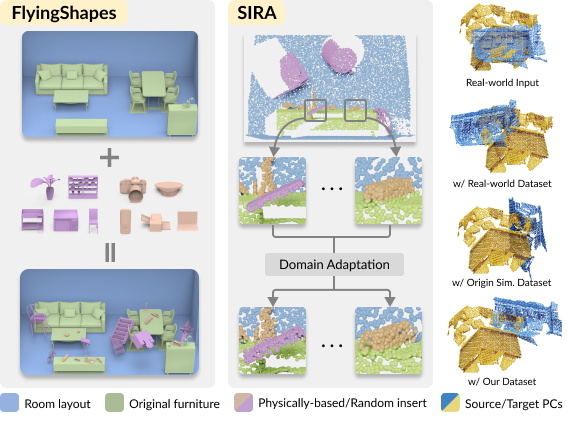 FlyingShapes
SIRA
Real-world Input
w/ Real-world Dataset
...
Domain Adaptation
w/ Origin Sim. Dataset
...
w/ Our Dataset
Room layout
Original furniture
Physically-based/Random insert
Source/Target PCs